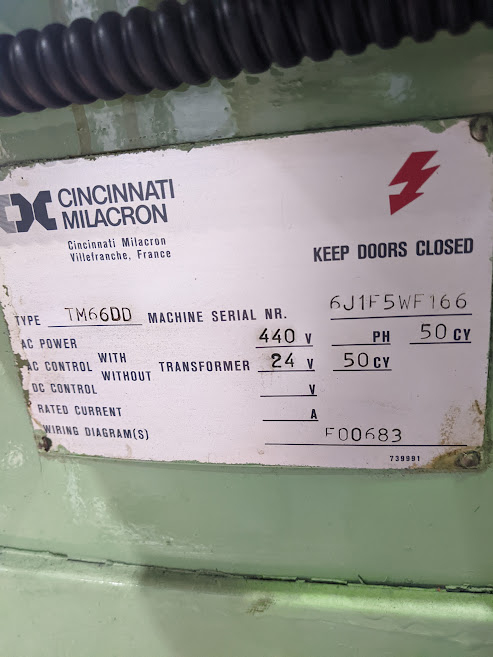 CINCINNATI
MILACRON
Cincinnati Milacron
Villefranche, France
KEEP DOORS CLOSED
TYPE TM66DD MACHINE SERIAL NR. 6J1F5WF166
AC POWER 440 V PH 50 CY
AC CONTROL WITH WITHOUT TRANSFORMER 24 V 50 CY
DC CONTROL V
RATED CURRENT A
WIRING DIAGRAM(S) F00683
739991